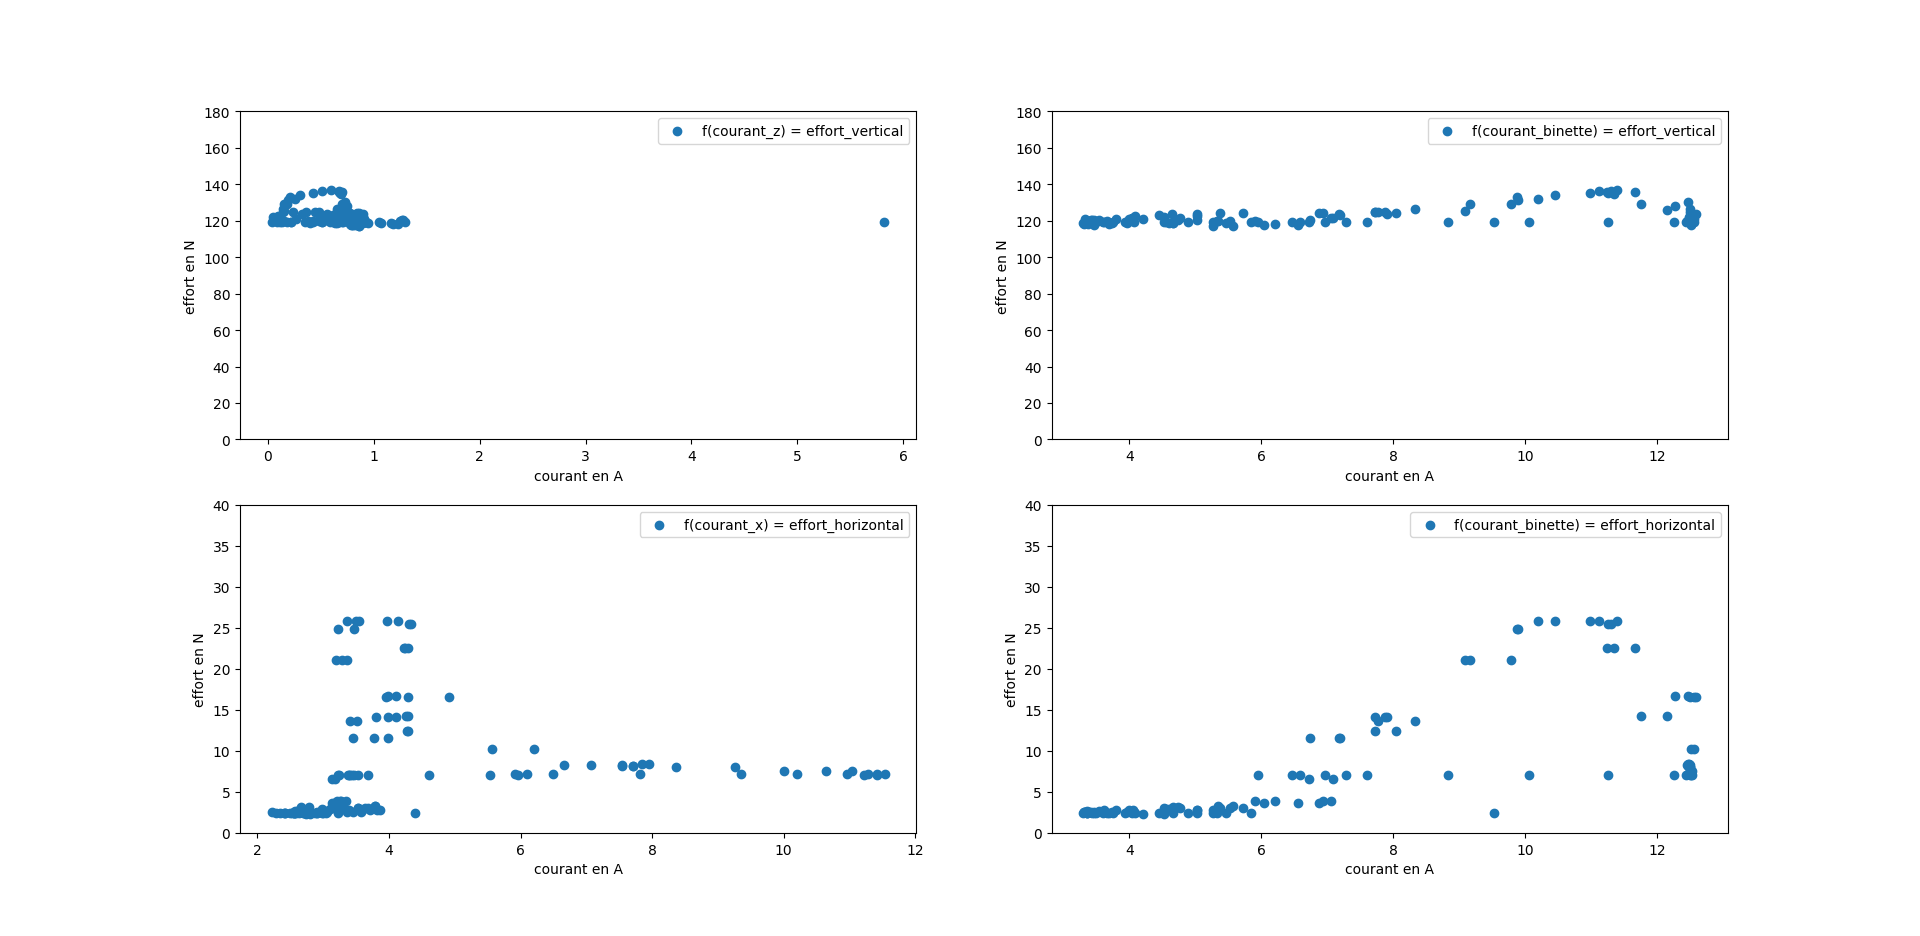 180
160
140
120
100
80
60
40
20
0
effort en N
f(courant_z) = effort_vertical
0 1 2 3 4 5 6
courant en A
180
160
140
120
100
80
60
40
20
0
effort en N
f(courant_binette) = effort_vertical
4 6 8 10 12
courant en A
40
35
30
25
20
15
10
5
0
effort en N
f(courant_x) = effort_horizontal
2 4 6 8 10 12
courant en A
40
35
30
25
20
15
10
5
0
effort en N
f(courant_binette) = effort_horizontal
4 6 8 10 12
courant en A